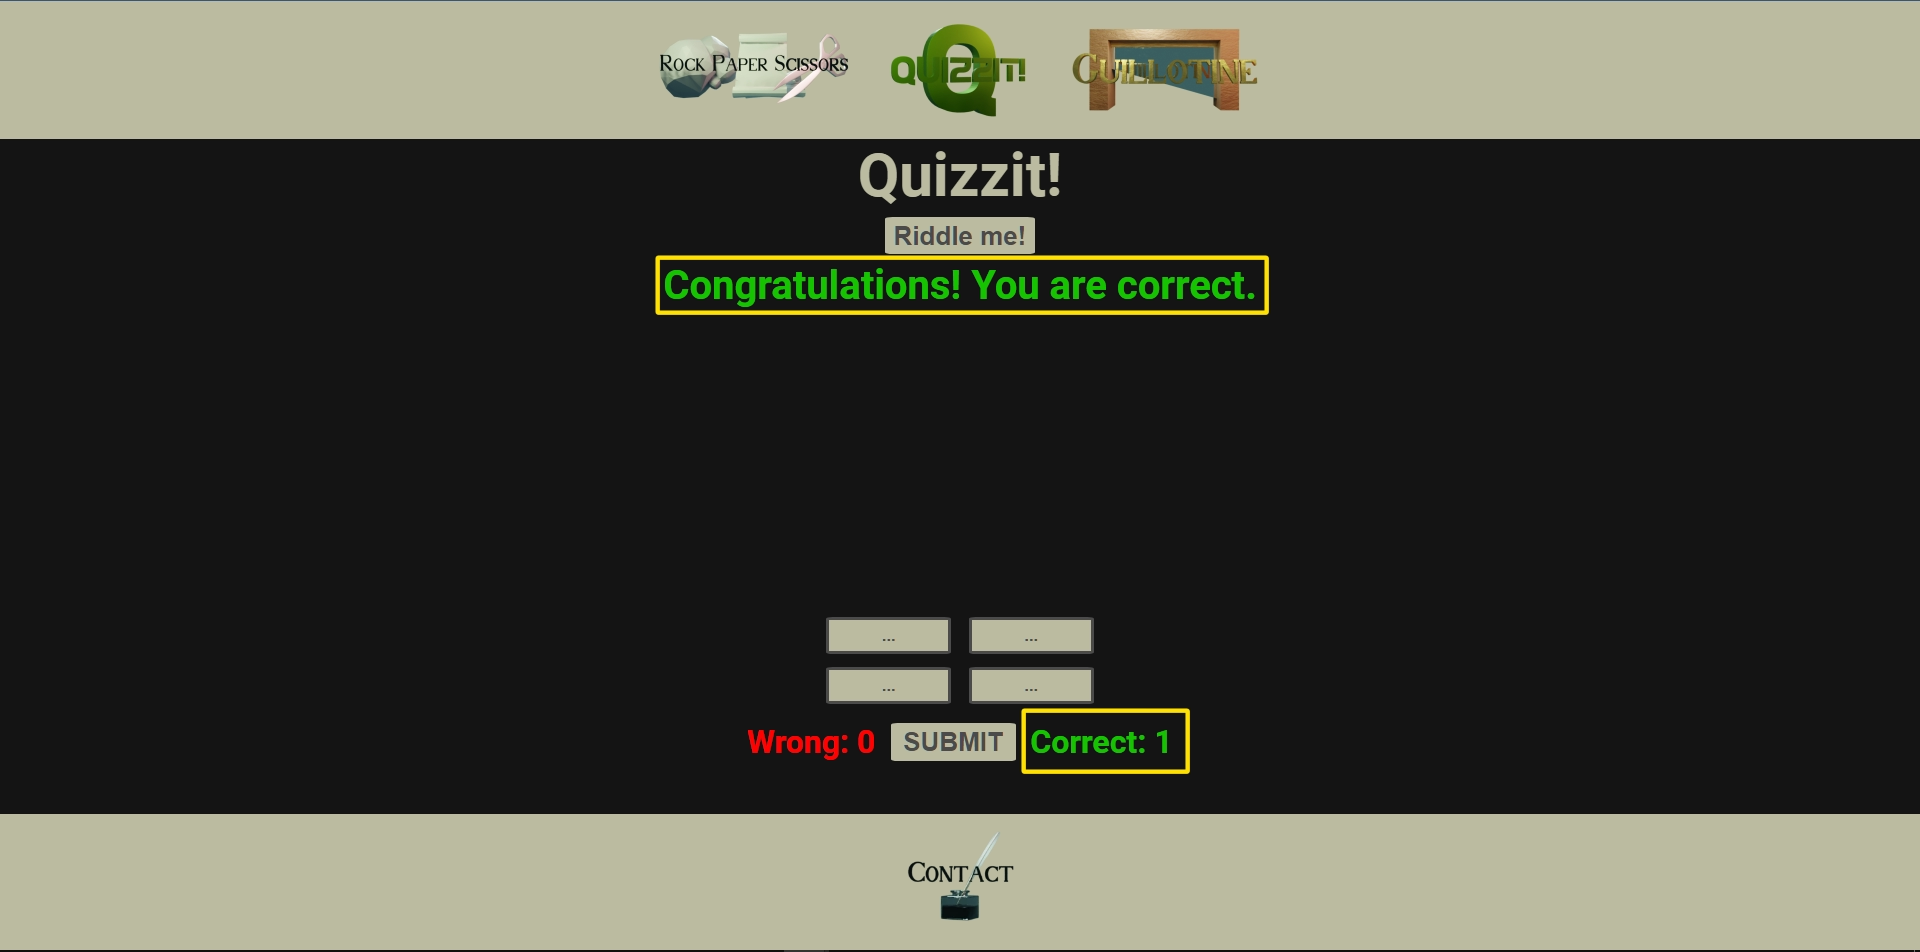 Rock Paper Scissors
QUIZZIT!
GUILLOTINE
Quizzit!
Riddle me!
Congratulations! You are correct.
... ...
... ...
Wrong: 0 SUBMIT Correct: 1
Contact